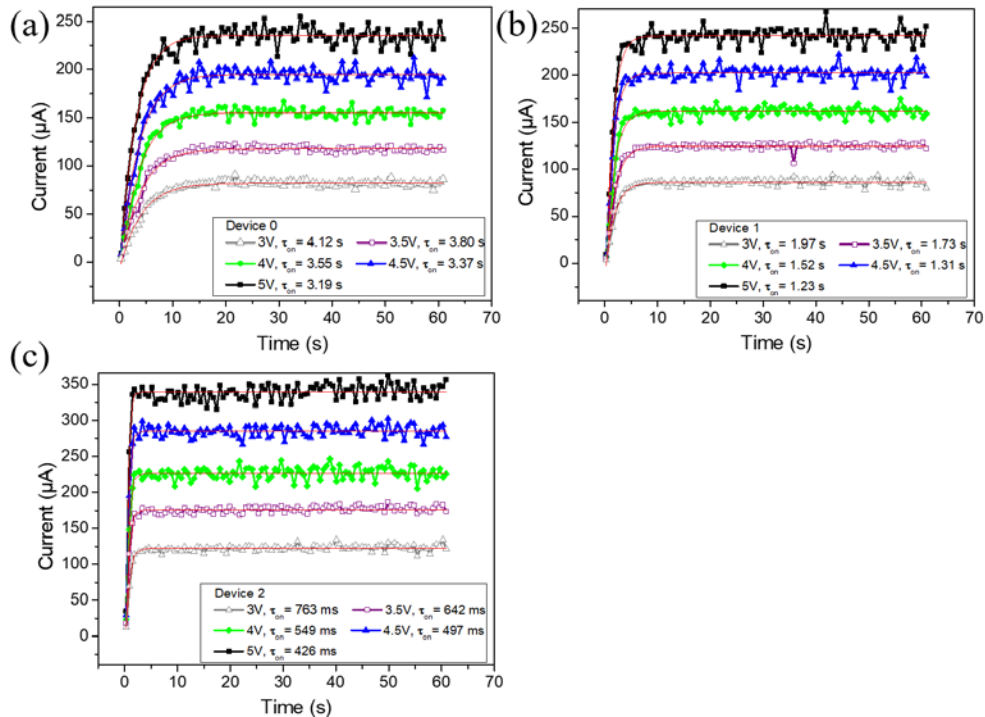 (a)
Current (µA)
250
200
150
100
50
0
Device 0
3V, τon = 4.12 s 3.5V, τon = 3.80 s
4V, τon = 3.55 s 4.5V, τon = 3.37 s
5V, τon = 3.19 s
0 10 20 30 40 50 60 70
Time (s)
(b)
Current (µA)
250
200
150
100
50
0
Device 1
3V, τon = 1.97 s 3.5V, τon = 1.73 s
4V, τon = 1.52 s 4.5V, τon = 1.31 s
5V, τon = 1.23 s
0 10 20 30 40 50 60 70
Time (s)
(c)
Current (µA)
350
300
250
200
150
100
50
0
Device 2
3V, τon = 763 ms 3.5V, τon = 642 ms
4V, τon = 549 ms 4.5V, τon = 497 ms
5V, τon = 426 ms
0 10 20 30 40 50 60 70
Time (s)